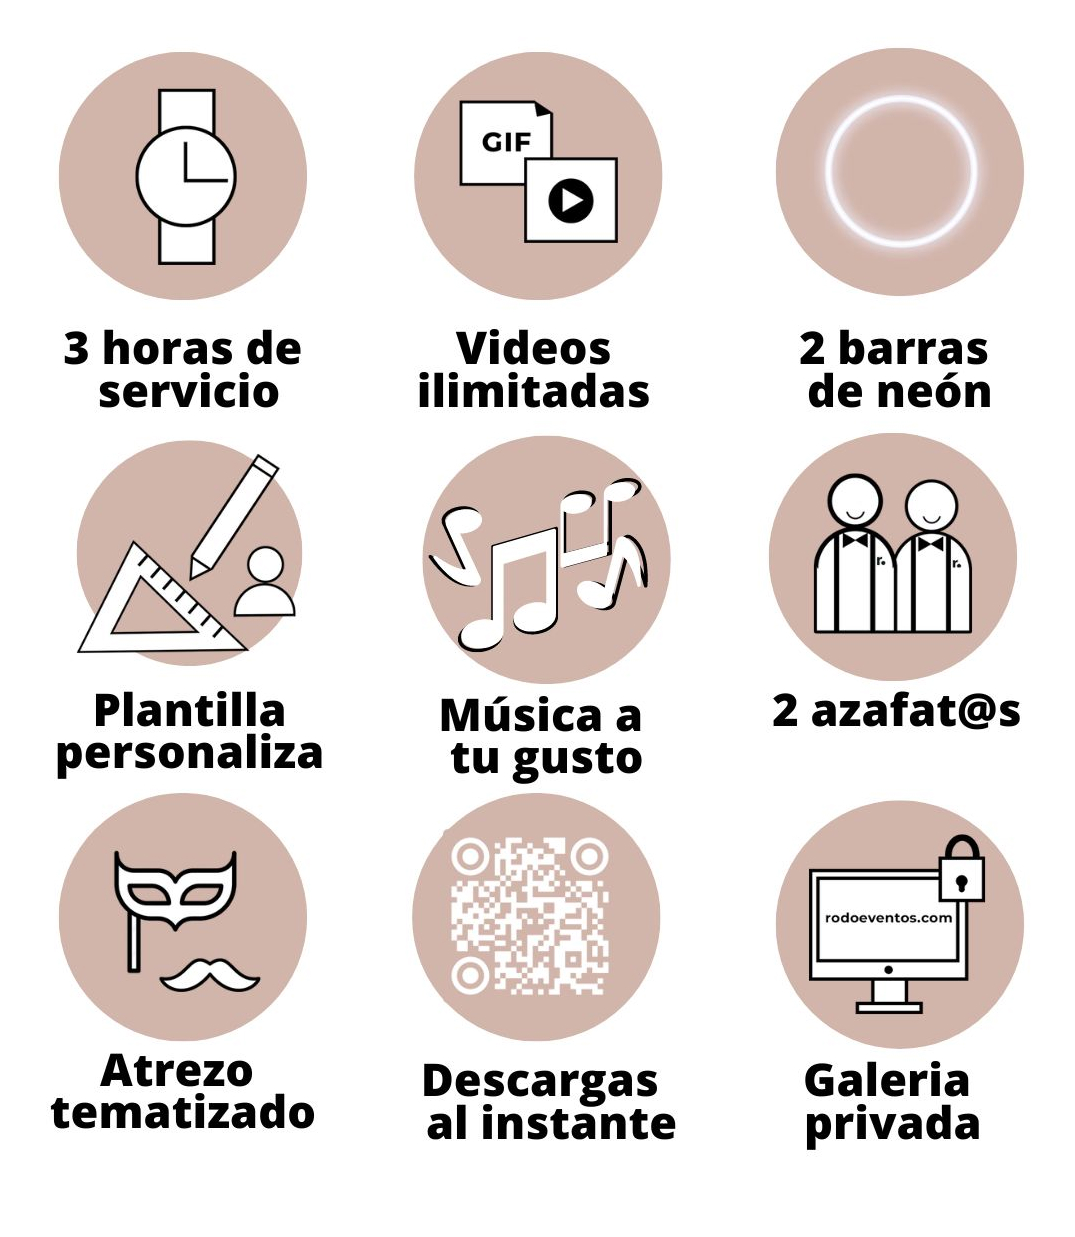 GIF
3 horas de
servicio
Videos
ilimitadas
2 barras
de neón
r.
r.
Plantilla
personaliza
Música a
tu gusto
2 azafat@s
rodoeventos.com
Atrezo
tematizado
Descargas
al instante
Galeria
privada